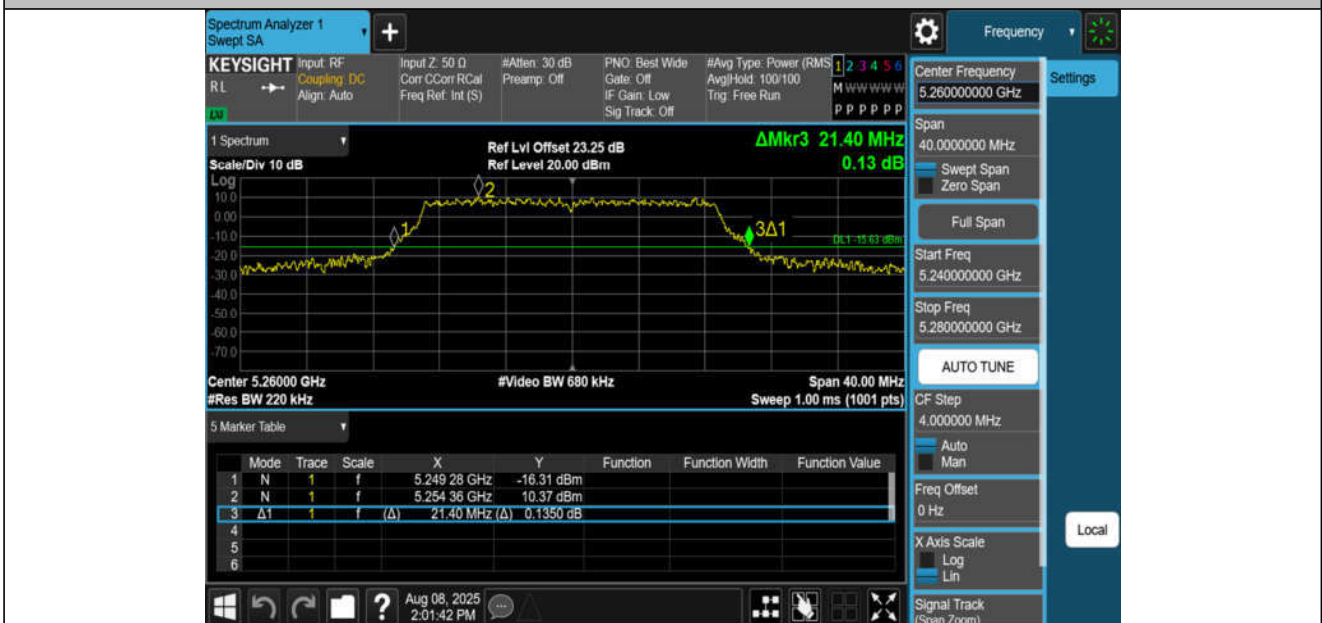 Spectrum Analyzer 1
Swept SA
+
Frequency
KEYSIGHT
RL
LU
Input: RF
Coupling: DC
Align: Auto
Input Z: 50 Ω
Corr CCorr RCal
Freq Ref: Int (S)
#Atten: 30 dB
Preamp: Off
PNO: Best Wide
Gate: Off
IF Gain: Low
Sig Track: Off
#Avg Type: Power (RMS
Avg|Hold: 100/100
Trig: Free Run
1 2 3 4 5 6
M W W W W W
P P P P P P
1 Spectrum
Scale/Div 10 dB
Ref Lvl Offset 23.25 dB
Ref Level 20.00 dBm
ΔMkr3 21.40 MHz
0.13 dB
Log
10.0
0.00
-10.0
-20.0
-30.0
-40.0
-50.0
-60.0
-70.0
1
2
3Δ1
DL1 -15.63 dBm
Center 5.26000 GHz
#Res BW 220 kHz
#Video BW 680 kHz
Span 40.00 MHz
Sweep 1.00 ms (1001 pts)
5 Marker Table
Mode Trace Scale X Y Function Function Width Function Value
1 N 1 f 5.249 28 GHz -16.31 dBm
2 N 1 f 5.254 36 GHz 10.37 dBm
3 Δ1 1 f (Δ) 21.40 MHz (Δ) 0.1350 dB
4
5
6
?
Aug 08, 2025
2:01:42 PM
Center Frequency
5.260000000 GHz
Span
40.0000000 MHz
Swept Span
Zero Span
Full Span
Start Freq
5.240000000 GHz
Stop Freq
5.280000000 GHz
AUTO TUNE
CF Step
4.000000 MHz
Auto
Man
Freq Offset
0 Hz
X Axis Scale
Log
Lin
Signal Track
(Span Zoom)
Settings
Local